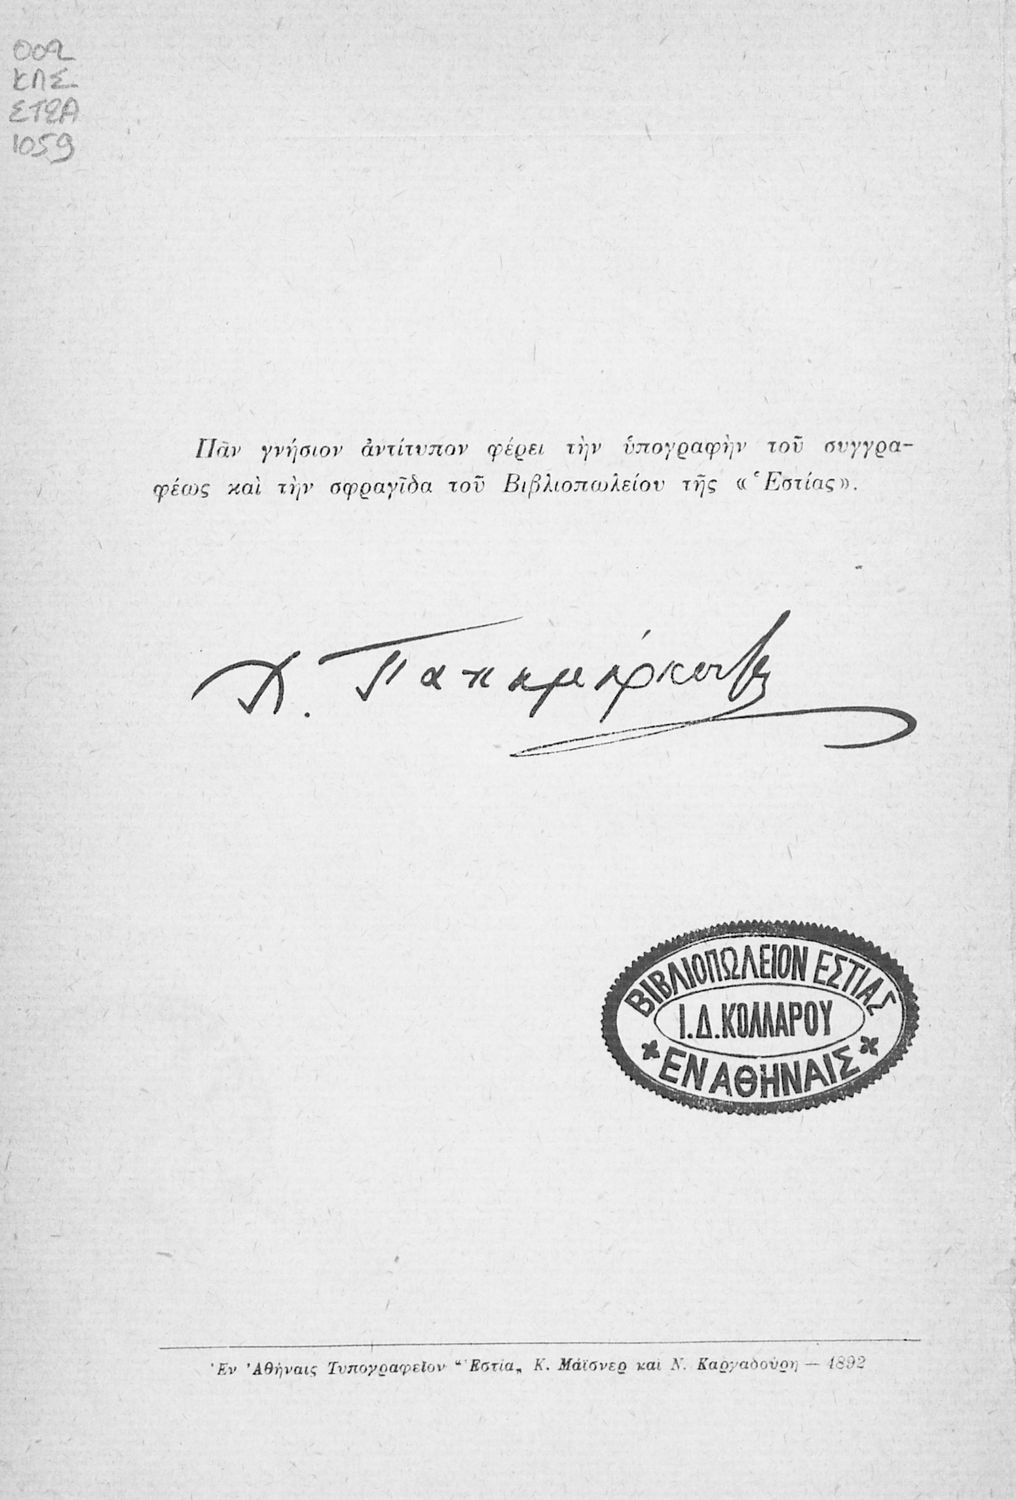 002
ΚΠΣ
ΣΤ2Α
1059
Πᾶν γνήσιον ἀντίτυπον φέρει τὴν ὑπογραφὴν τοῦ συγγρα-
φέως καὶ τὴν σφραγῖδα τοῦ Βιβλιοπωλείου τῆς «Ἑστίας».
Χ. Παπαμάρκου
ΒΙΒΛΙΟΠΩΛΕΙΟΝ ΕΣΤΙΑΣ
Ι.Δ.ΚΟΛΛΑΡΟΥ
ΕΝ ΑΘΗΝΑΙΣ
Ἐν Ἀθήναις Τυπογραφεῖον “Ἑστία„ Κ. Μάϊσνερ καὶ Ν. Καργαδούρη — 1892